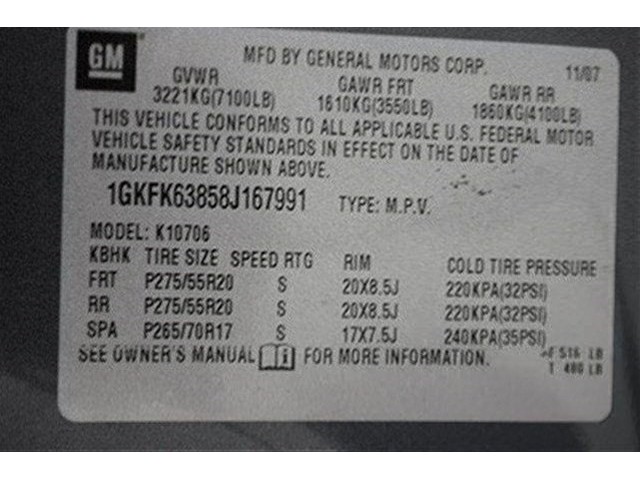 GM
MFD BY GENERAL MOTORS CORP. 11/07
GVWR GAWR FRT GAWR RR
3221KG(7100LB) 1610KG(3550LB) 1860KG(4100LB)
THIS VEHICLE CONFORMS TO ALL APPLICABLE U.S. FEDERAL MOTOR
VEHICLE SAFETY STANDARDS IN EFFECT ON THE DATE OF
MANUFACTURE SHOWN ABOVE.
1GKFK63858J167991 TYPE: M.P.V.
MODEL: K10706
KBHK TIRE SIZE SPEED RTG RIM COLD TIRE PRESSURE
FRT P275/55R20 S 20X8.5J 220KPA(32PSI)
RR P275/55R20 S 20X8.5J 220KPA(32PSI)
SPA P265/70R17 S 17X7.5J 240KPA(35PSI)
SEE OWNER'S MANUAL i FOR MORE INFORMATION.
F 516 LB
T 480 LB